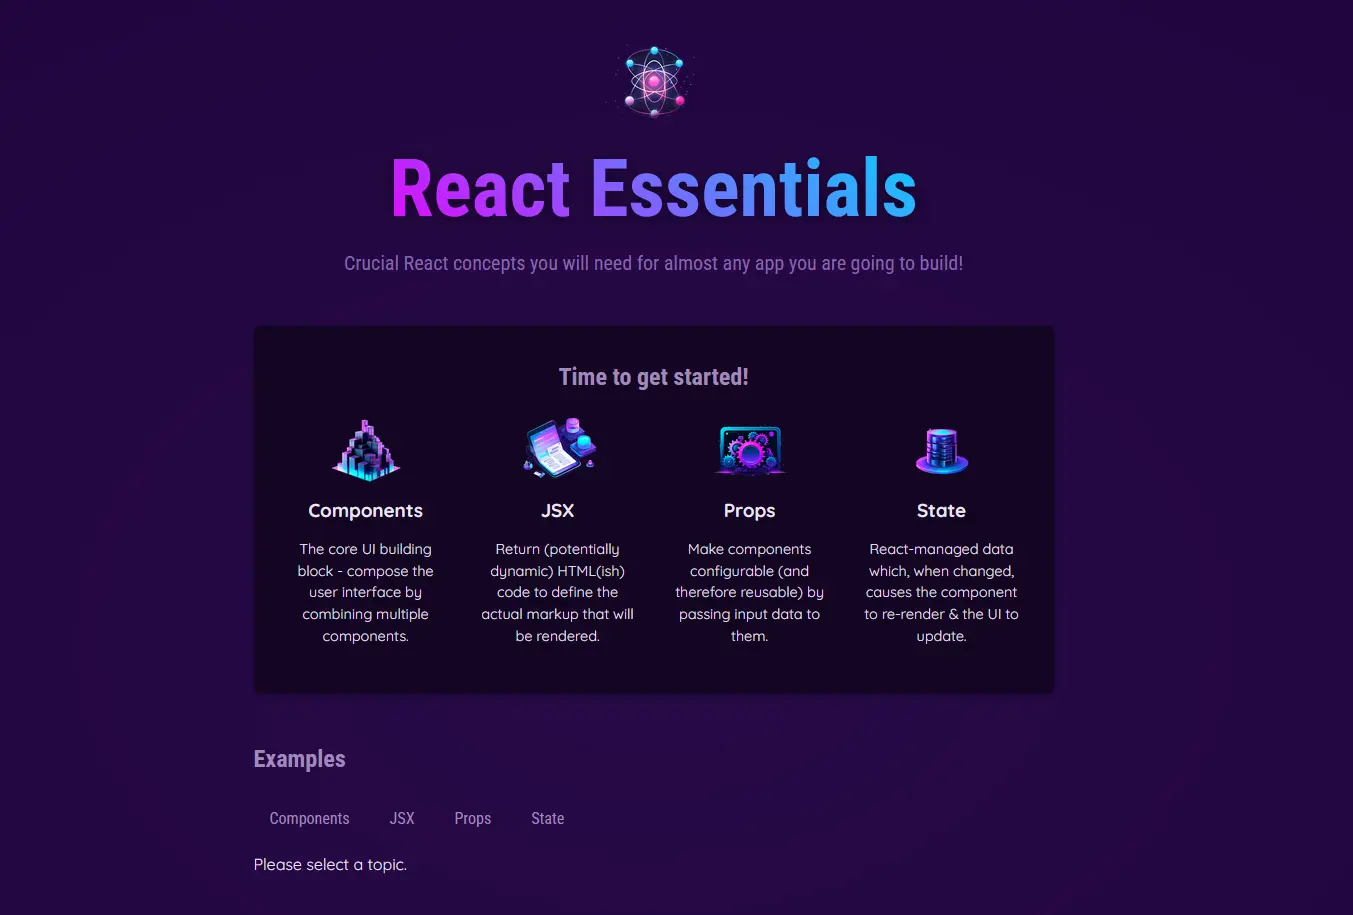 React Essentials
Crucial React concepts you will need for almost any app you are going to build!
Time to get started!
Components
The core UI building
block - compose the
user interface by
combining multiple
components.
JSX
Return (potentially
dynamic) HTML(ish)
code to define the
actual markup that will
be rendered.
Props
Make components
configurable (and
therefore reusable) by
passing input data to
them.
State
React-managed data
which, when changed,
causes the component
to re-render & the UI to
update.
Examples
Components JSX Props State
Please select a topic.